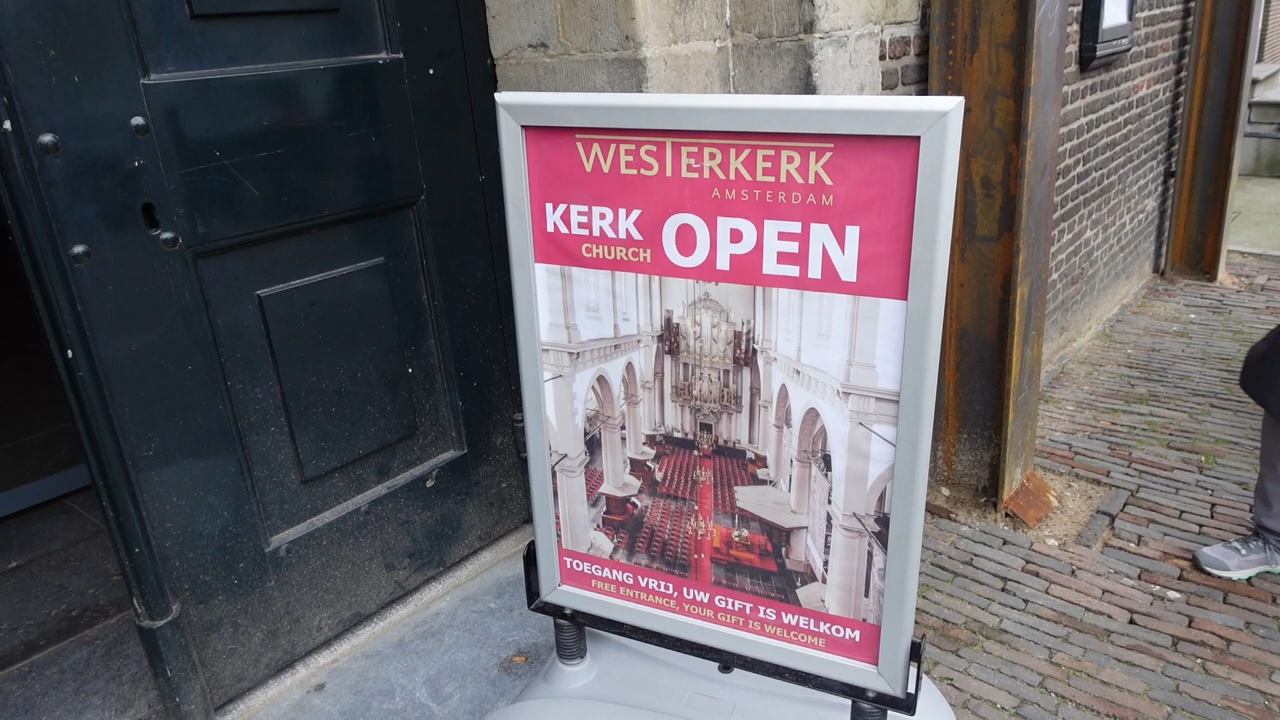 WESTERKERK
AMSTERDAM
KERK
CHURCH
OPEN
TOEGANG VRIJ, UW GIFT IS WELKOM
FREE ENTRANCE, YOUR GIFT IS WELCOME